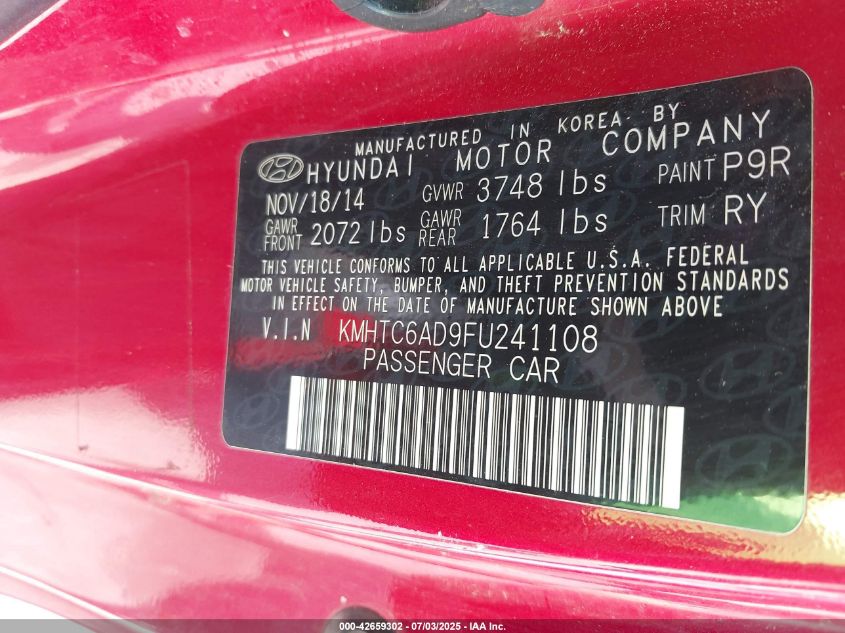 MANUFACTURED IN KOREA BY
HYUNDAI MOTOR COMPANY
NOV/18/14 GVWR 3748 lbs PAINT P9R
GAWR FRONT 2072 lbs GAWR REAR 1764 lbs TRIM RY
THIS VEHICLE CONFORMS TO ALL APPLICABLE U.S.A. FEDERAL
MOTOR VEHICLE SAFETY, BUMPER, AND THEFT PREVENTION STANDARDS
IN EFFECT ON THE DATE OF MANUFACTURE SHOWN ABOVE
V.I.N KMHTC6AD9FU241108
PASSENGER CAR
000-42659302 - 07/03/2025 - IAA Inc.